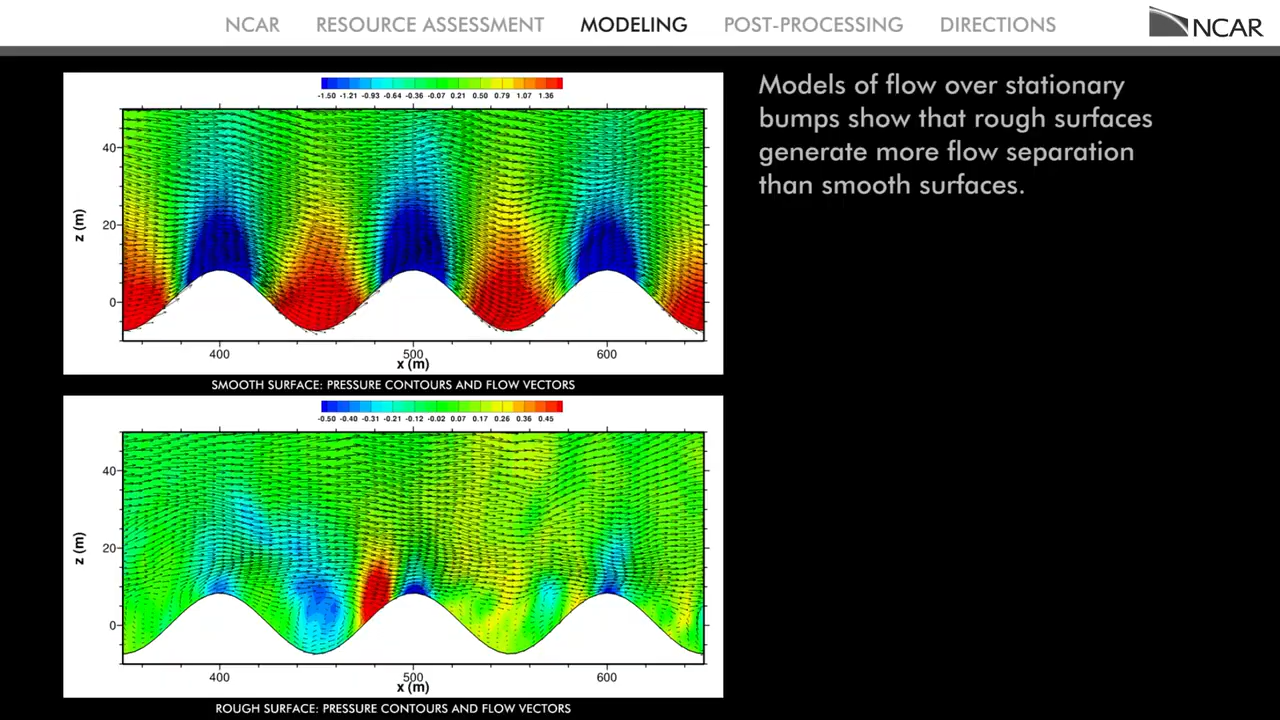 NCAR RESOURCE ASSESSMENT MODELING POST-PROCESSING DIRECTIONS NCAR
-1.50 -1.21 -0.93 -0.64 -0.36 -0.07 0.21 0.50 0.79 1.07 1.36
40
20
0
z (m)
400 500 600
x (m)
SMOOTH SURFACE: PRESSURE CONTOURS AND FLOW VECTORS
-0.50 -0.40 -0.31 -0.21 -0.12 -0.02 0.07 0.17 0.26 0.36 0.45
40
20
0
z (m)
400 500 600
x (m)
ROUGH SURFACE: PRESSURE CONTOURS AND FLOW VECTORS
Models of flow over stationary
bumps show that rough surfaces
generate more flow separation
than smooth surfaces.